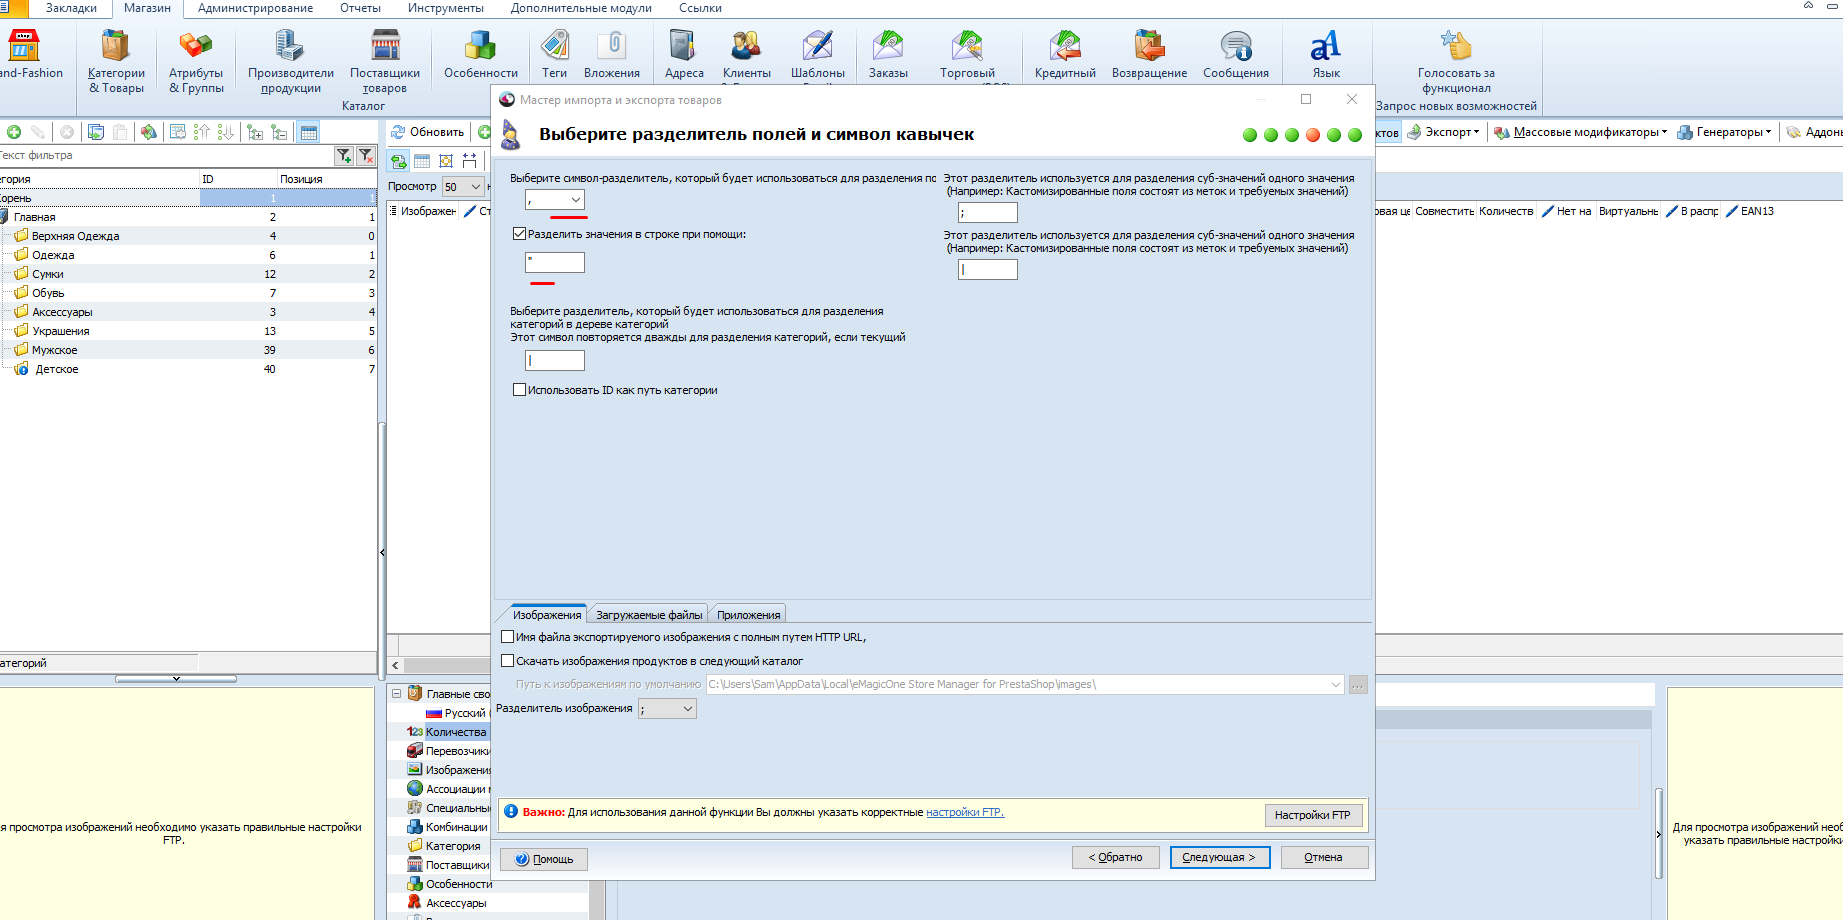 Закладки Магазин Администрирование Отчеты Инструменты Дополнительные модули Ссылки
and-Fashion
Категории & Товары
Атрибуты & Группы
Производители продукции
Поставщики товаров
Особенности
Теги
Вложения
Адреса
Клиенты
Шаблоны
Заказы
Торговый
Кредитный
Возвращение
Сообщения
Язык
Голосовать за функционал
Каталог
Запрос новых возможностей
Мастер импорта и экспорта товаров
Выберите разделитель полей и символ кавычек
Обновить
ктов Экспорт Массовые модификаторы Генераторы Аддоны
Текст фильтра
Просмотр 50
егория ID Позиция
Изображен Ст
овая це Совместить Количеств Нет на Виртуальн В распр EAN13
орень 1 1
Главная 2 1
Верхняя Одежда 4 0
Одежда 6 1
Сумки 12 2
Обувь 7 3
Аксессуары 3 4
Украшения 13 5
Мужское 39 6
Детское 40 7
атегорий
Выберите символ-разделитель, который будет использоваться для разделения по
,
Разделить значения в строке при помощи:
"
Выберите разделитель, который будет использоваться для разделения
категорий в дереве категорий
Этот символ повторяется дважды для разделения категорий, если текущий
|
Использовать ID как путь категории
Этот разделитель используется для разделения суб-значений одного значения
(Например: Кастомизированные поля состоят из меток и требуемых значений)
;
Этот разделитель используется для разделения суб-значений одного значения
(Например: Кастомизированные поля состоят из меток и требуемых значений)
|
Изображения Загружаемые файлы Приложения
Имя файла экспортируемого изображения с полным путем HTTP URL,
Скачать изображения продуктов в следующий каталог
Путь к изображениям по умолчанию C:\Users\Sam\AppData\Local\eMagicOne Store Manager for PrestaShop\images\ ...
Разделитель изображения ;
Важно: Для использования данной функции Вы должны указать корректные настройки FTP.
Настройки FTP
Помощь < Обратно Следующая > Отмена
Главные сво
Русский (
123 Количества
Перевозчики
Изображения
Ассоциации м
Специальные
Комбинации
Категория
Поставщики
Особенности
Аксессуары
я просмотра изображений необходимо указать правильные настройки
FTP.
Для просмотра изображений необ
указать правильные настройки